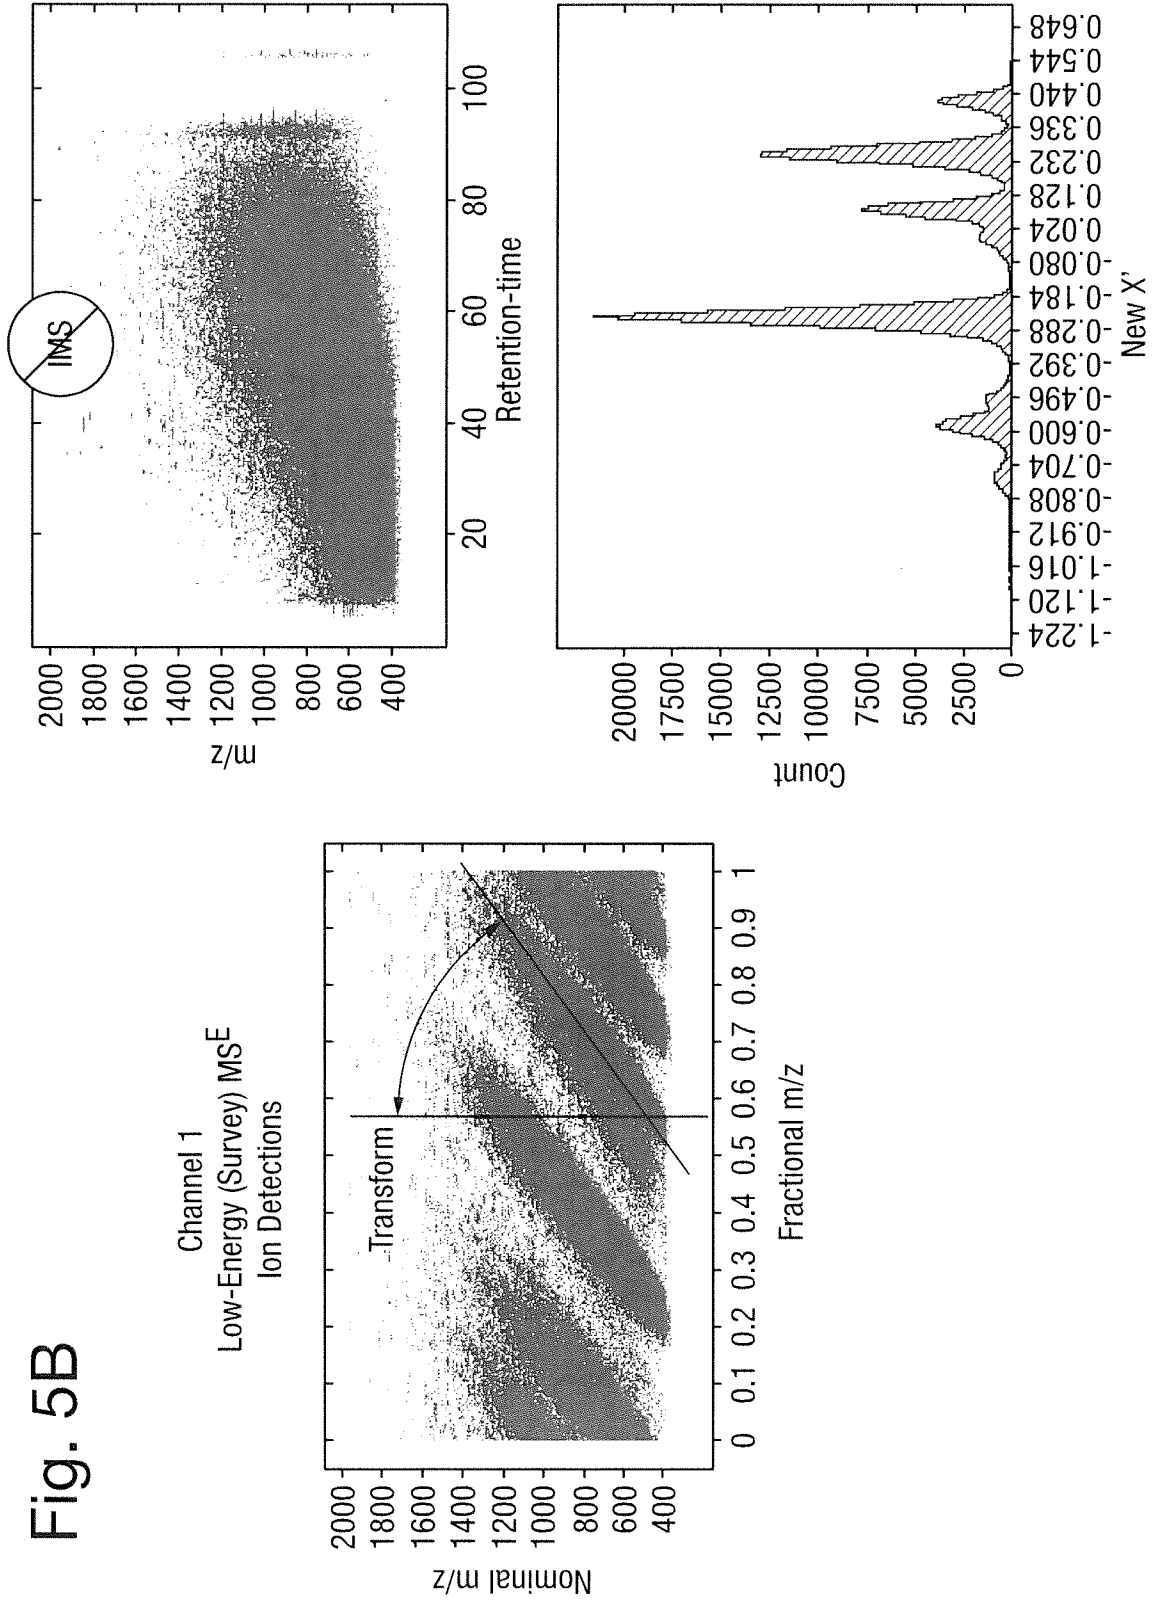 Fig. 5B
Channel 1
Low-Energy (Survey) MSE
Ion Detections
Transform
Nominal m/z
2000
1800
1600
1400
1200
1000
800
600
400
0 0.1 0.2 0.3 0.4 0.5 0.6 0.7 0.8 0.9 1
Fractional m/z
IMS
m/z
2000
1800
1600
1400
1200
1000
800
600
400
20 40 60 80 100
Retention-time
Count
20000
17500
15000
12500
10000
7500
5000
2500
0
-1.224 -1.120 -1.016 -0.912 -0.808 -0.704 -0.600 -0.496 -0.392 -0.288 -0.184 -0.080 0.024 0.128 0.232 0.336 0.440 0.544 0.648
New X'